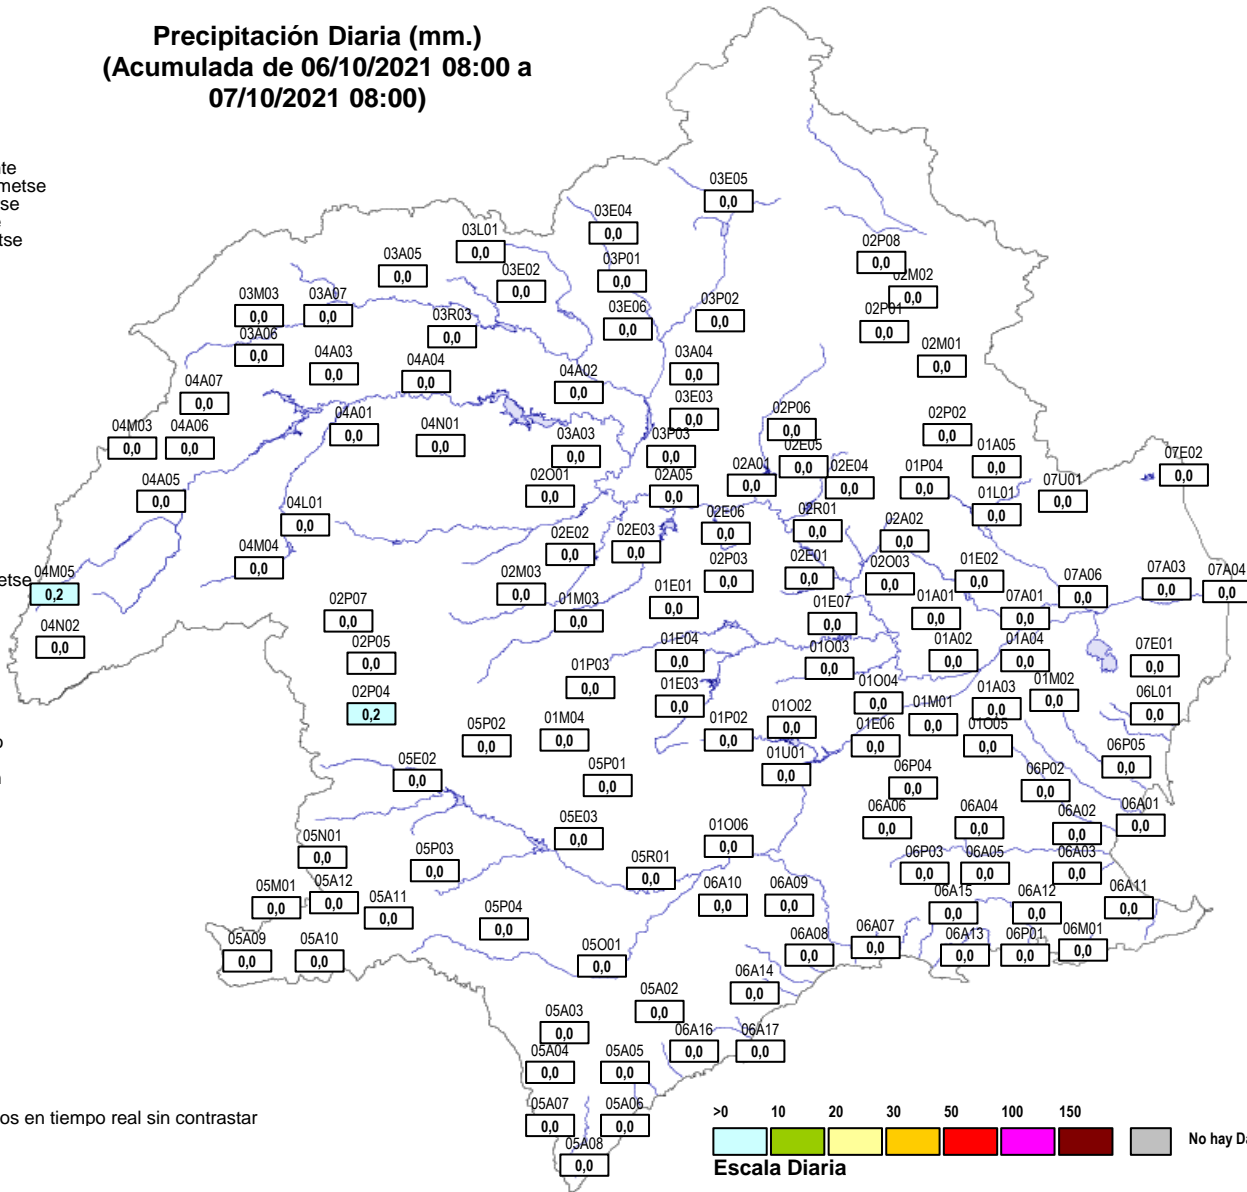 Precipitación Diaria (mm.)
(Acumulada de 06/10/2021 08:00 a
07/10/2021 08:00)
te
metse
se
e
tse
etse
o
n
os en tiempo real sin contrastar
03E05
0,0
03E04
0,0
03L01
0,0
03P01
0,0
03A05
0,0
03E02
0,0
02P08
0,0
02M02
0,0
03M03
0,0
03A07
0,0
03R03
0,0
03E06
0,0
03P02
0,0
02P01
0,0
03A06
0,0
04A03
0,0
04A04
0,0
04A02
0,0
03A04
0,0
02M01
0,0
04A07
0,0
03E03
0,0
04M03
0,0
04A06
0,0
04A01
0,0
04N01
0,0
03A03
0,0
03P03
0,0
02P06
0,0
02E05
0,0
02P02
0,0
01A05
0,0
07E02
0,0
04A05
0,0
02O01
0,0
02A05
0,0
02A01
0,0
02E04
0,0
01P04
0,0
01L01
0,0
07U01
0,0
04L01
0,0
02E02
0,0
02E03
0,0
02E06
0,0
02R01
0,0
02A02
0,0
04M04
0,0
04M05
0,2
02M03
0,0
01M03
0,0
01E01
0,0
02P03
0,0
02E01
0,0
02O03
0,0
01E02
0,0
07A06
0,0
07A03
0,0
07A04
0,0
04N02
0,0
02P07
0,0
01E07
0,0
01A01
0,0
07A01
0,0
02P05
0,0
01E04
0,0
01O03
0,0
01A02
0,0
01A04
0,0
07E01
0,0
02P04
0,2
01P03
0,0
01E03
0,0
01O04
0,0
01A03
0,0
01M02
0,0
06L01
0,0
05P02
0,0
01M04
0,0
01P02
0,0
01O02
0,0
01E06
0,0
01M01
0,0
01O05
0,0
05E02
0,0
05P01
0,0
01U01
0,0
06P04
0,0
06P02
0,0
06P05
0,0
05E03
0,0
01O06
0,0
06A06
0,0
06A04
0,0
06A02
0,0
06A01
0,0
05N01
0,0
05P03
0,0
05R01
0,0
06P03
0,0
06A05
0,0
06A03
0,0
05M01
0,0
05A12
0,0
05A11
0,0
05P04
0,0
06A10
0,0
06A09
0,0
06A15
0,0
06A12
0,0
06A11
0,0
05A09
0,0
05A10
0,0
05O01
0,0
06A08
0,0
06A07
0,0
06A13
0,0
06P01
0,0
06M01
0,0
05A02
0,0
06A14
0,0
05A03
0,0
06A16
0,0
06A17
0,0
05A04
0,0
05A05
0,0
05A07
0,0
05A06
0,0
05A08
0,0
>0 10 20 30 50 100 150
No hay Da
Escala Diaria